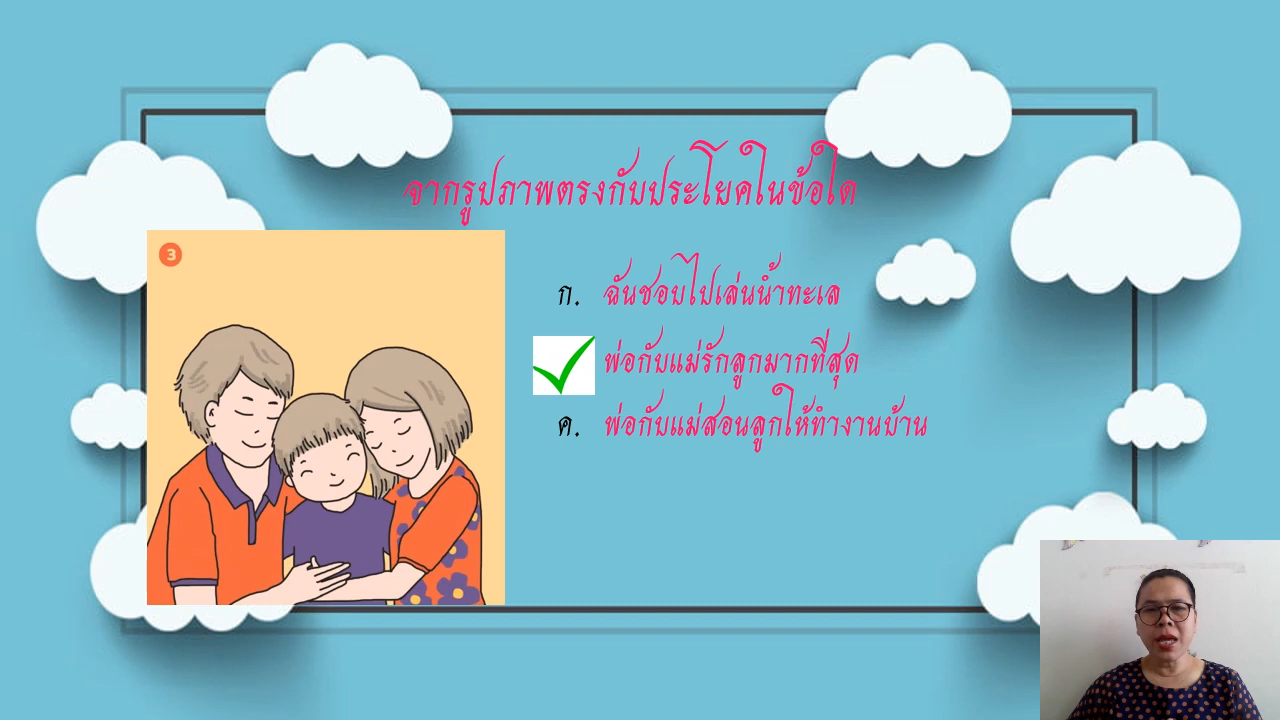 จากรูปภาพตรงกับประโยคในข้อใด
3
ก. ฉันชอบไปเล่นน้ำทะเล
พ่อกับแม่รักลูกมากที่สุด
ค. พ่อกับแม่สอนลูกให้ทำงานบ้าน